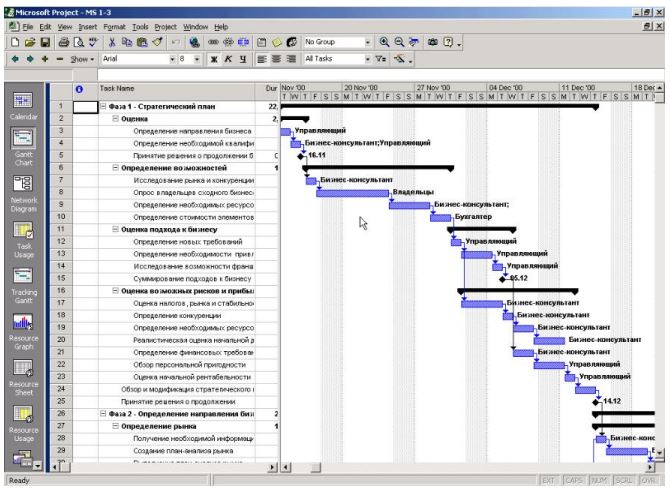 Microsoft Project - MS 1-3
File Edit View Insert Format Tools Project Window Help
No Group
Show Arial 8 Ж К Ч All Tasks
Task Name Dur Nov '00 20 Nov '00 27 Nov '00 04 Dec '00 11 Dec '00 18 Dec
T W T F S S M T W T F S S M T W T F S S M T W T F S S M T W T F S S M T
Calendar
Gantt Chart
Network Diagram
Task Usage
Tracking Gantt
Resource Graph
Resource Sheet
Resource Usage
1 Фаза 1 - Стратегический план 22,
2 Оценка 2,
3 Определение направления бизнеса Управляющий
4 Определение необходимой квалифи Бизнес-консультант;Управляющий
5 Принятие решения о продолжении б 0 16.11
6 Определение возможностей 1
7 Исследование рынка и конкуренции Бизнес-консультант
8 Опрос владельцев сходного бизнес Владельцы
9 Определение необходимых ресурсо Бизнес-консультант;
10 Определение стоимости элементов Бухгалтер
11 Оценка подхода к бизнесу
12 Определение новых требований Управляющий
13 Определение необходимости привл Управляющий
14 Исследование возможности франш Управляющий
15 Суммирование подходов к бизнесу 05.12
16 Оценка возможных рисков и прибы
17 Оценка налогов, рынка и стабильно Бизнес-консультант
18 Определение конкуренции Бизнес-консультант
19 Определение необходимых ресурсо Бизнес-консультант
20 Реалистическая оценка начальной р Бизнес-консультант
21 Определение финансовых требован Бизнес-консультант
22 Обзор персональной пригодности Управляющий
23 Оценка начальной рентабельности Управляющий
24 Обзор и модификация стратегического
25 Принятие решения о продолжении 14.12
26 Фаза 2 - Определение направления биз 2
27 Определение рынка 1
28 Получение необходимой информаци Бизнес-конс
29 Создание план-анализа рынка
30
Ready EXT CAPS NUM SCRL OVR